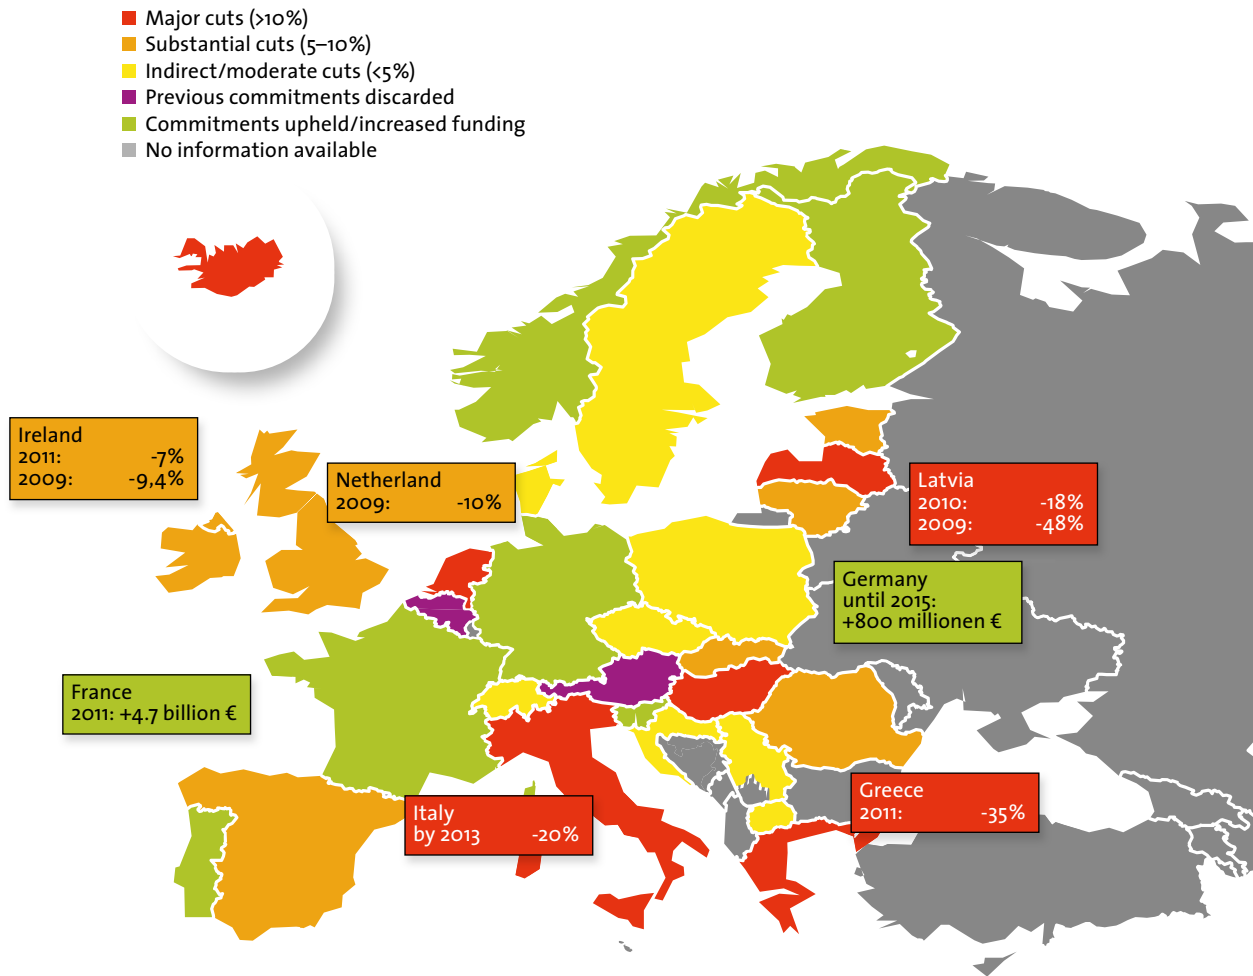 Major cuts (>10%)
Substantial cuts (5–10%)
Indirect/moderate cuts (<5%)
Previous commitments discarded
Commitments upheld/increased funding
No information available
Ireland
2011: -7%
2009: -9,4%
Netherland
2009: -10%
Latvia
2010: -18%
2009: -48%
Germany
until 2015:
+800 millionen €
France
2011: +4.7 billion €
Italy
by 2013 -20%
Greece
2011: -35%